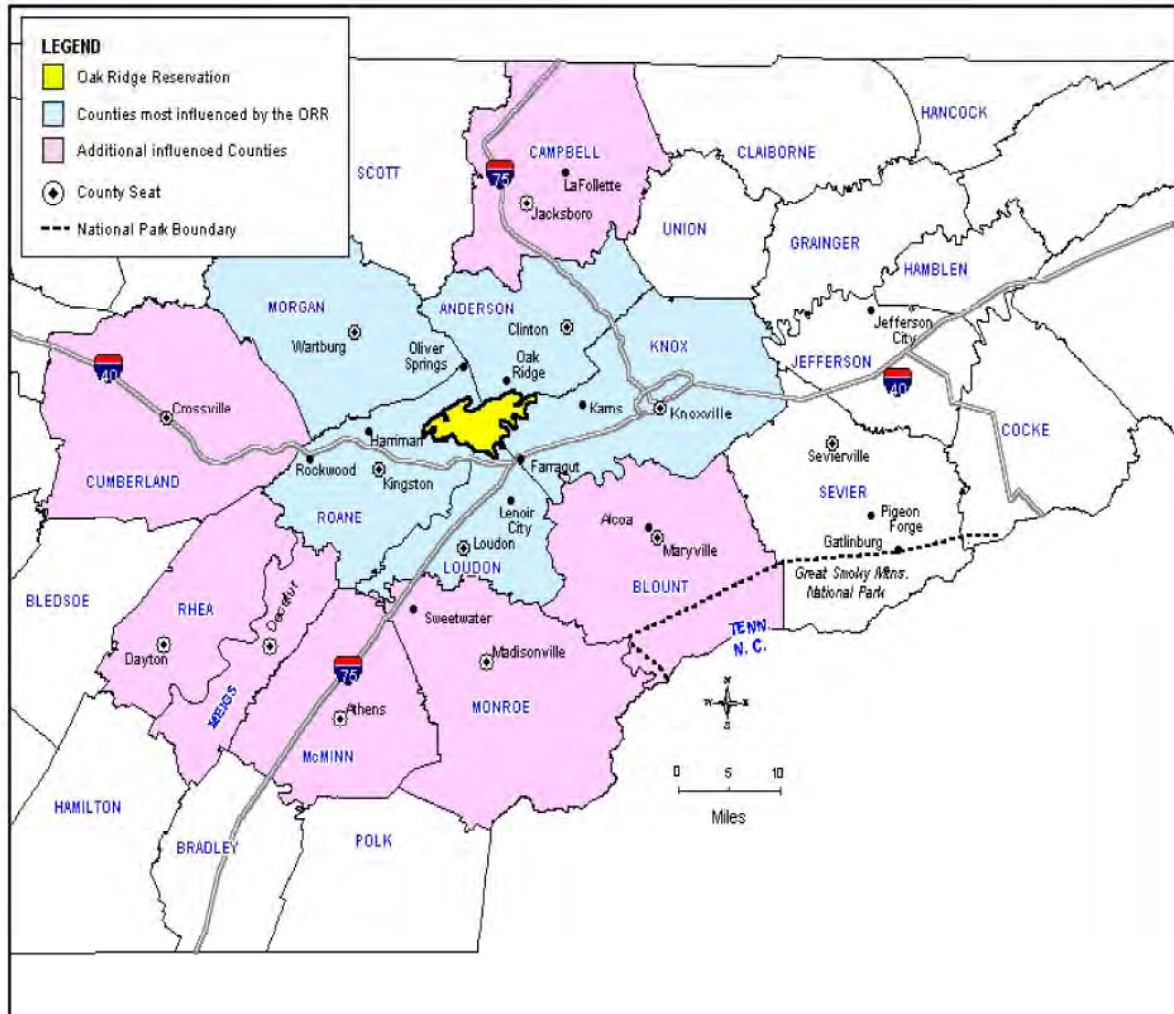 LEGEND
Oak Ridge Reservation
Counties most influenced by the ORR
Additional influenced Counties
County Seat
National Park Boundary
SCOTT
CAMPBELL
75
LaFollette
Jacksboro
CLAIBORNE
HANCOCK
UNION
GRAINGER
HAMBLEN
MORGAN
Wartburg
ANDERSON
Clinton
Oliver
Springs
Oak
Ridge
KNOX
Jefferson
City
JEFFERSON
40
40
Crossville
CUMBERLAND
Karns
Knoxville
Harriman
Rockwood
Kingston
ROANE
Farragut
Lenoir
City
Loudon
LOUDON
COCKE
Sevierville
SEVIER
Pigeon
Forge
Gatlinburg
Great Smoky Mtns.
National Park
Alcoa
Maryville
BLOUNT
TENN.
N. C.
BLEDSOE
RHEA
Decatur
Dayton
MEIGS
Sweetwater
Madisonville
MONROE
75
Athens
McMINN
HAMILTON
BRADLEY
POLK
N
W
E
S
0
5
10
Miles